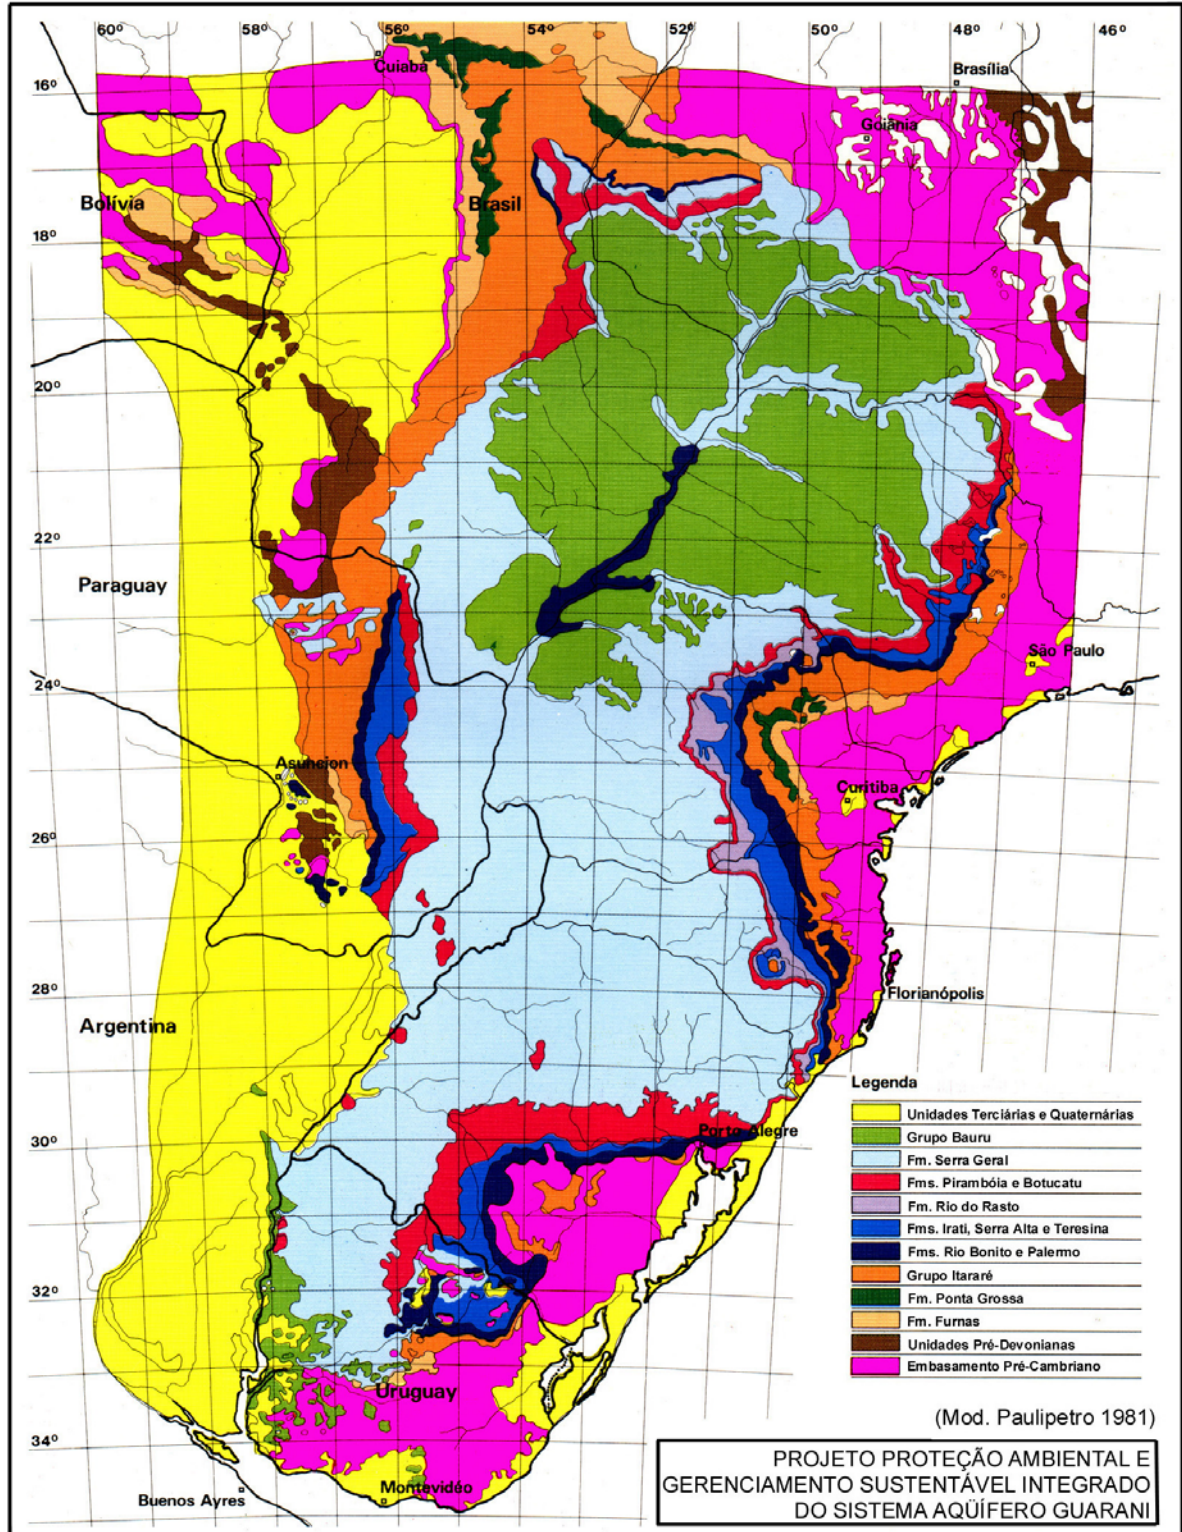 60º 58º 56º 54º 52º 50º 48º 46º
Cuiabá
Brasília
16º
Goiânia
Bolívia
Brasil
18º
20º
22º
Paraguay
São Paulo
24º
Asuncion
Curitiba
26º
28º
Florianópolis
Argentina
Legenda
Unidades Terciárias e Quaternárias
Porto Alegre
30º
Grupo Bauru
Fm. Serra Geral
Fms. Pirambóia e Botucatu
Fm. Rio do Rasto
Fms. Irati, Serra Alta e Teresina
Fms. Rio Bonito e Palermo
32º
Grupo Itararé
Fm. Ponta Grossa
Fm. Furnas
Unidades Pré-Devonianas
Embasamento Pré-Cambriano
Uruguay
(Mod. Paulipetro 1981)
34º
PROJETO PROTEÇÃO AMBIENTAL E
GERENCIAMENTO SUSTENTÁVEL INTEGRADO
DO SISTEMA AQÜÍFERO GUARANI
Montevidéo
Buenos Ayres